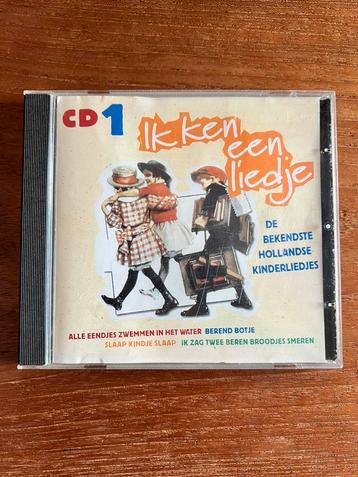 CD 1
Ik ken
een
liedje
DE
BEKENDSTE
HOLLANDSE
KINDERLIEDJES
ALLE EENDJES ZWEMMEN IN HET WATER BEREND BOTJE
SLAAP KINDJE SLAAP IK ZAG TWEE BEREN BROODJES SMEREN